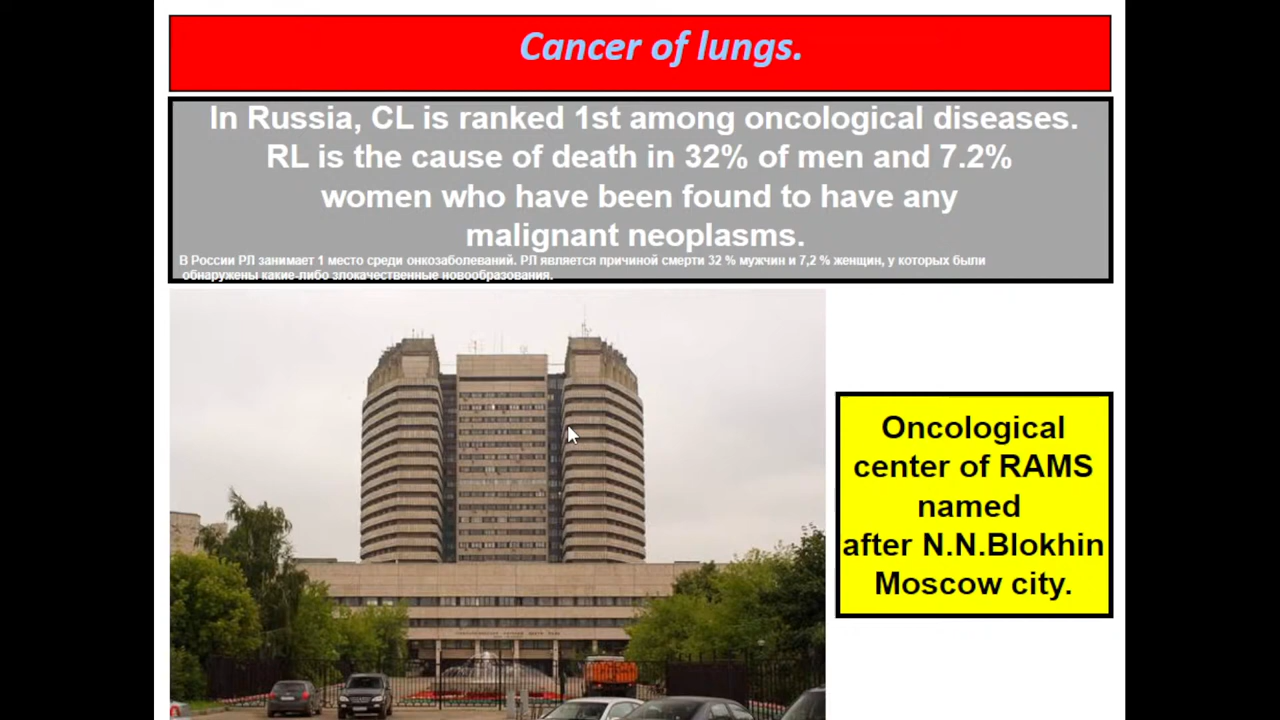 Cancer of lungs.
In Russia, CL is ranked 1st among oncological diseases.
RL is the cause of death in 32% of men and 7.2%
women who have been found to have any
malignant neoplasms.
В России РЛ занимает 1 место среди онкозаболеваний. РЛ является причиной смерти 32 % мужчин и 7,2 % женщин, у которых были
обнаружены какие-либо злокачественные новообразования.
Oncological
center of RAMS
named
after N.N.Blokhin
Moscow city.